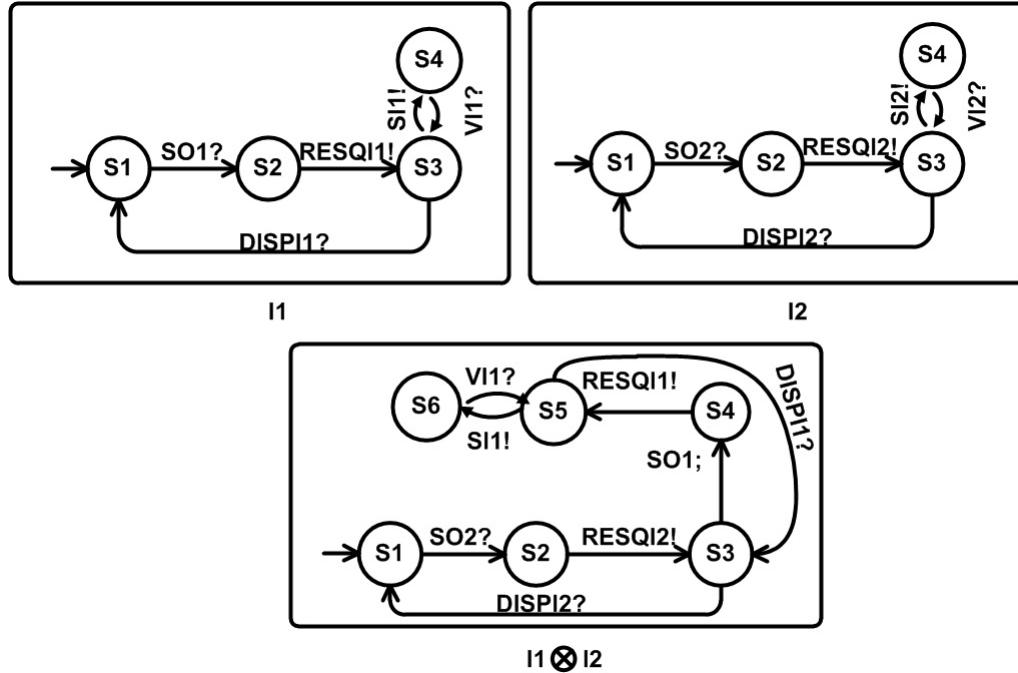 S4
SI1!
VI1?
S1
SO1?
S2
RESQI1!
S3
DISPI1?
I1
S4
SI2!
VI2?
S1
SO2?
S2
RESQI2!
S3
DISPI2?
I2
S6
VI1?
SI1!
S5
RESQI1!
S4
DISPI1?
SO1;
S1
SO2?
S2
RESQI2!
S3
DISPI2?
I1 ⊗ I2